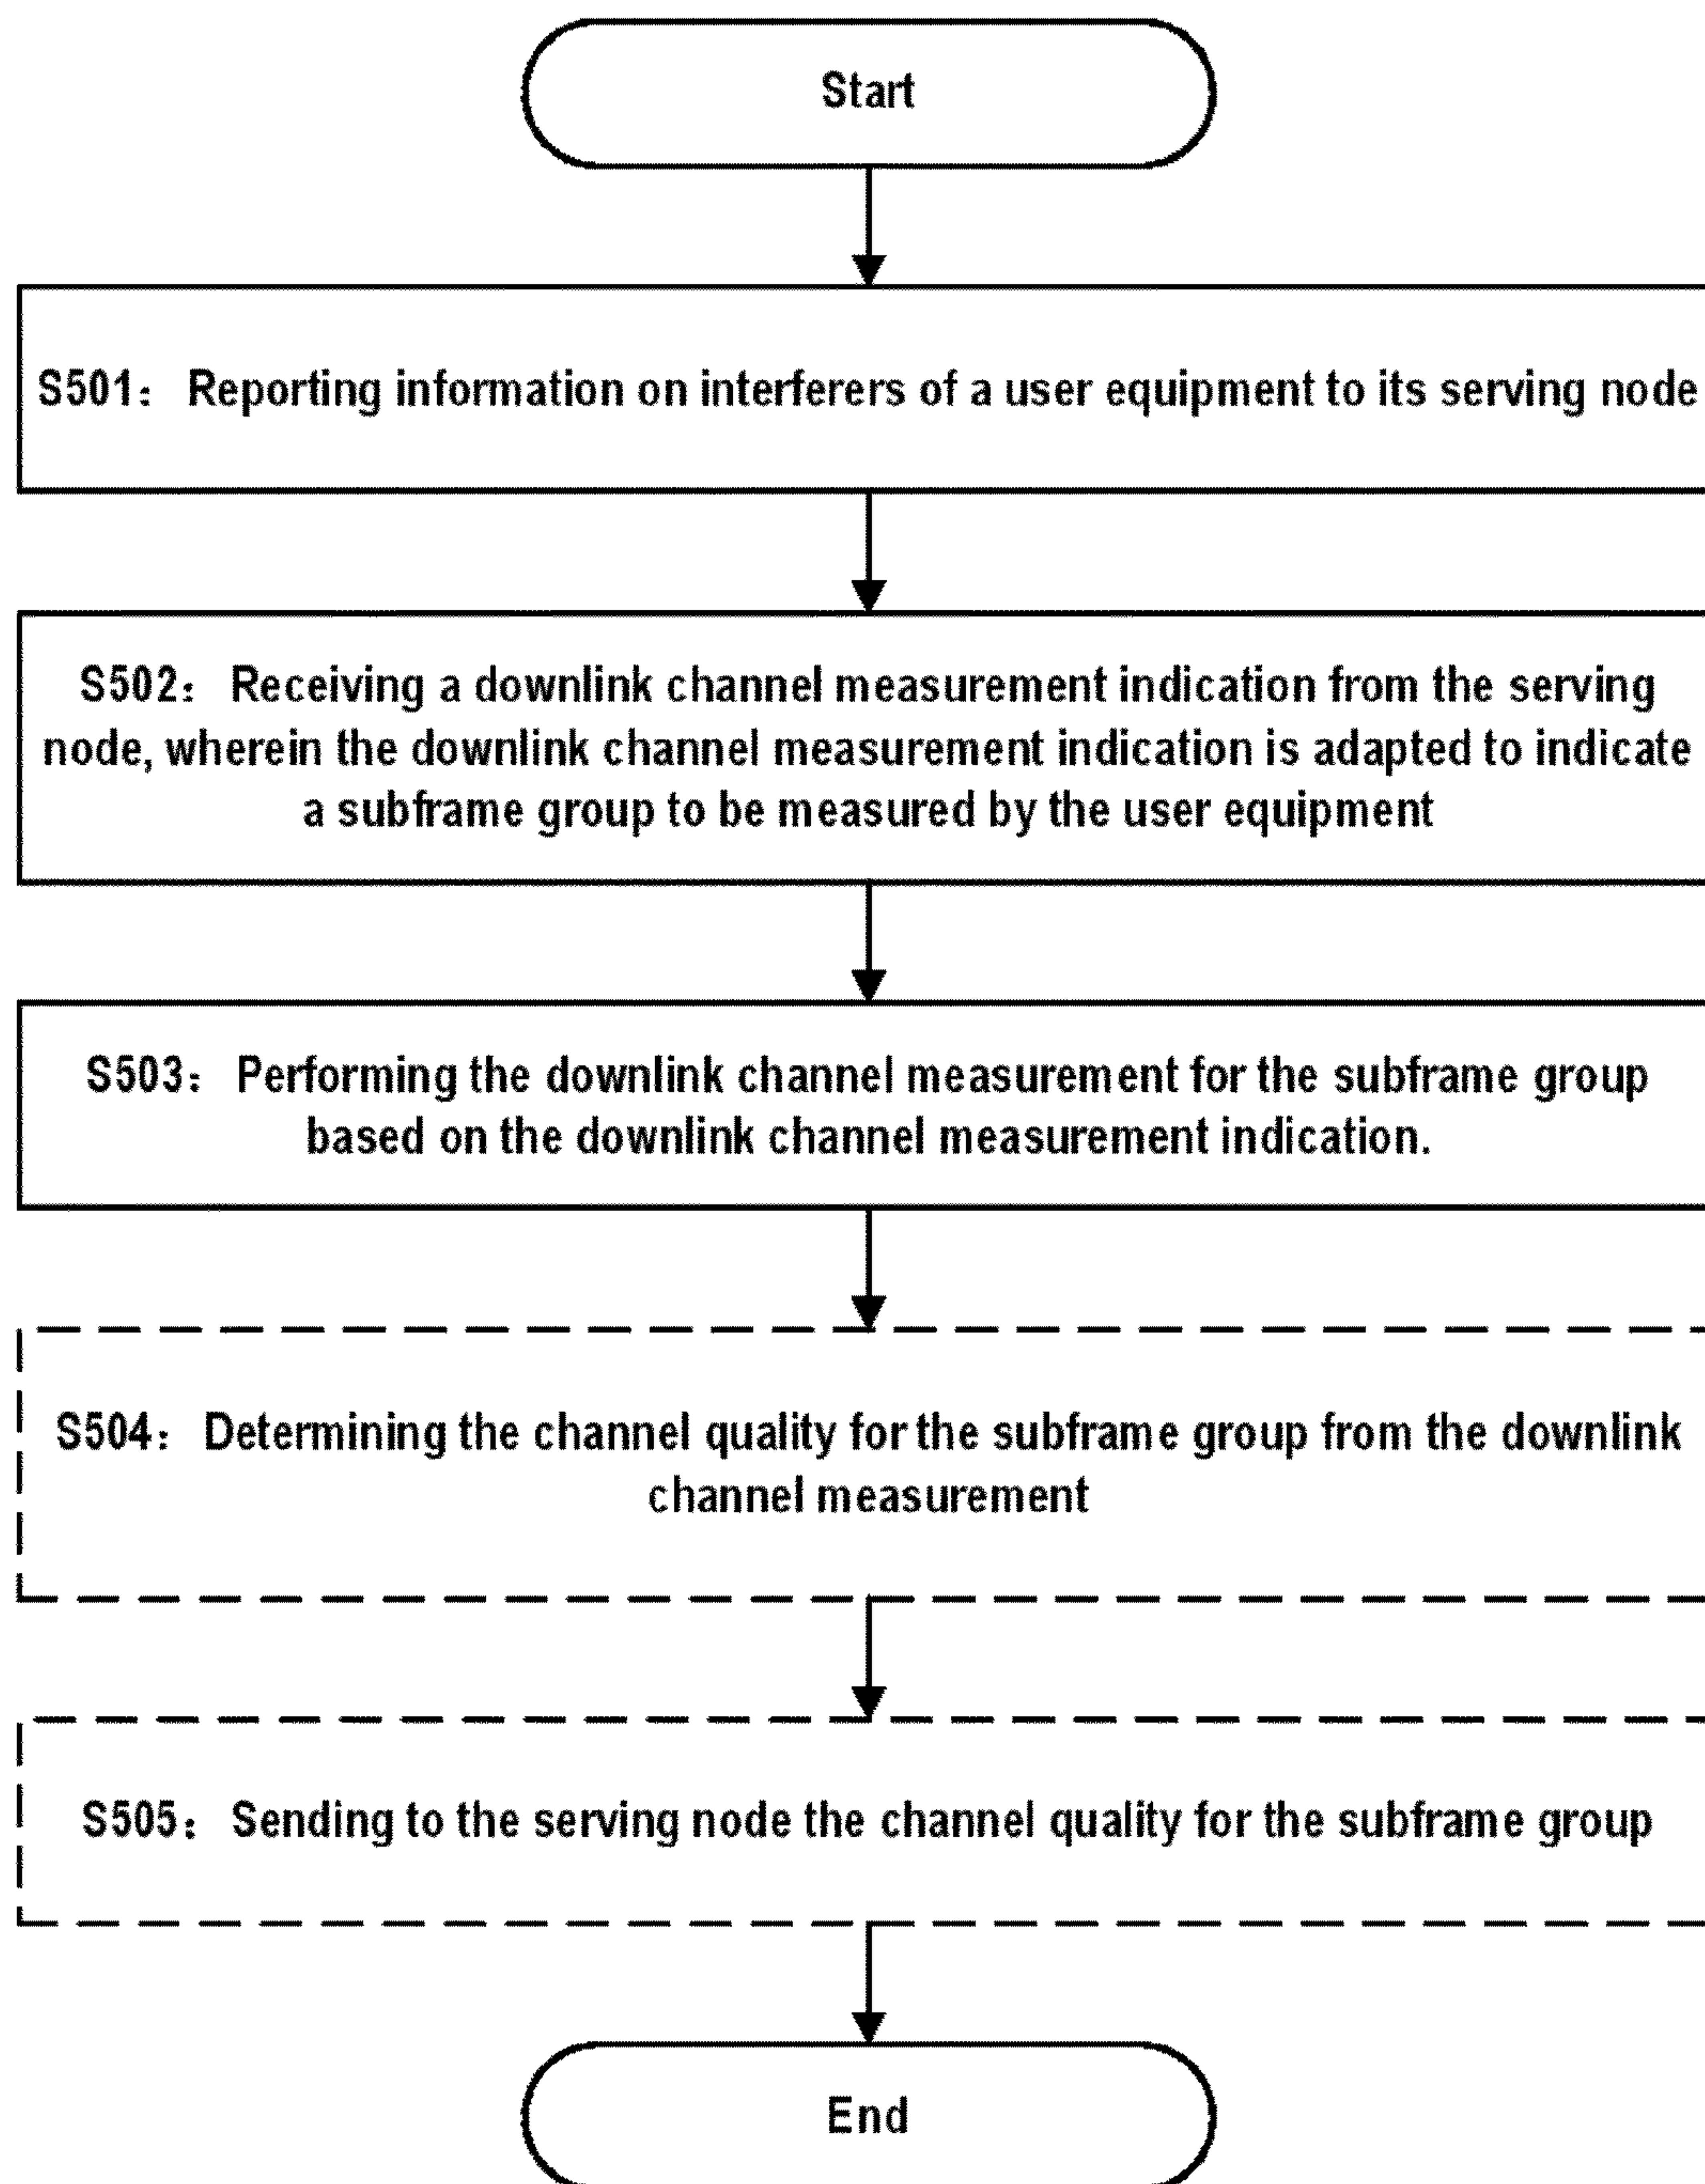 Start
S501: Reporting information on interferers of a user equipment to its serving node
S502: Receiving a downlink channel measurement indication from the serving
node, wherein the downlink channel measurement indication is adapted to indicate
a subframe group to be measured by the user equipment
S503: Performing the downlink channel measurement for the subframe group
based on the downlink channel measurement indication.
S504: Determining the channel quality for the subframe group from the downlink
channel measurement
S505: Sending to the serving node the channel quality for the subframe group
End